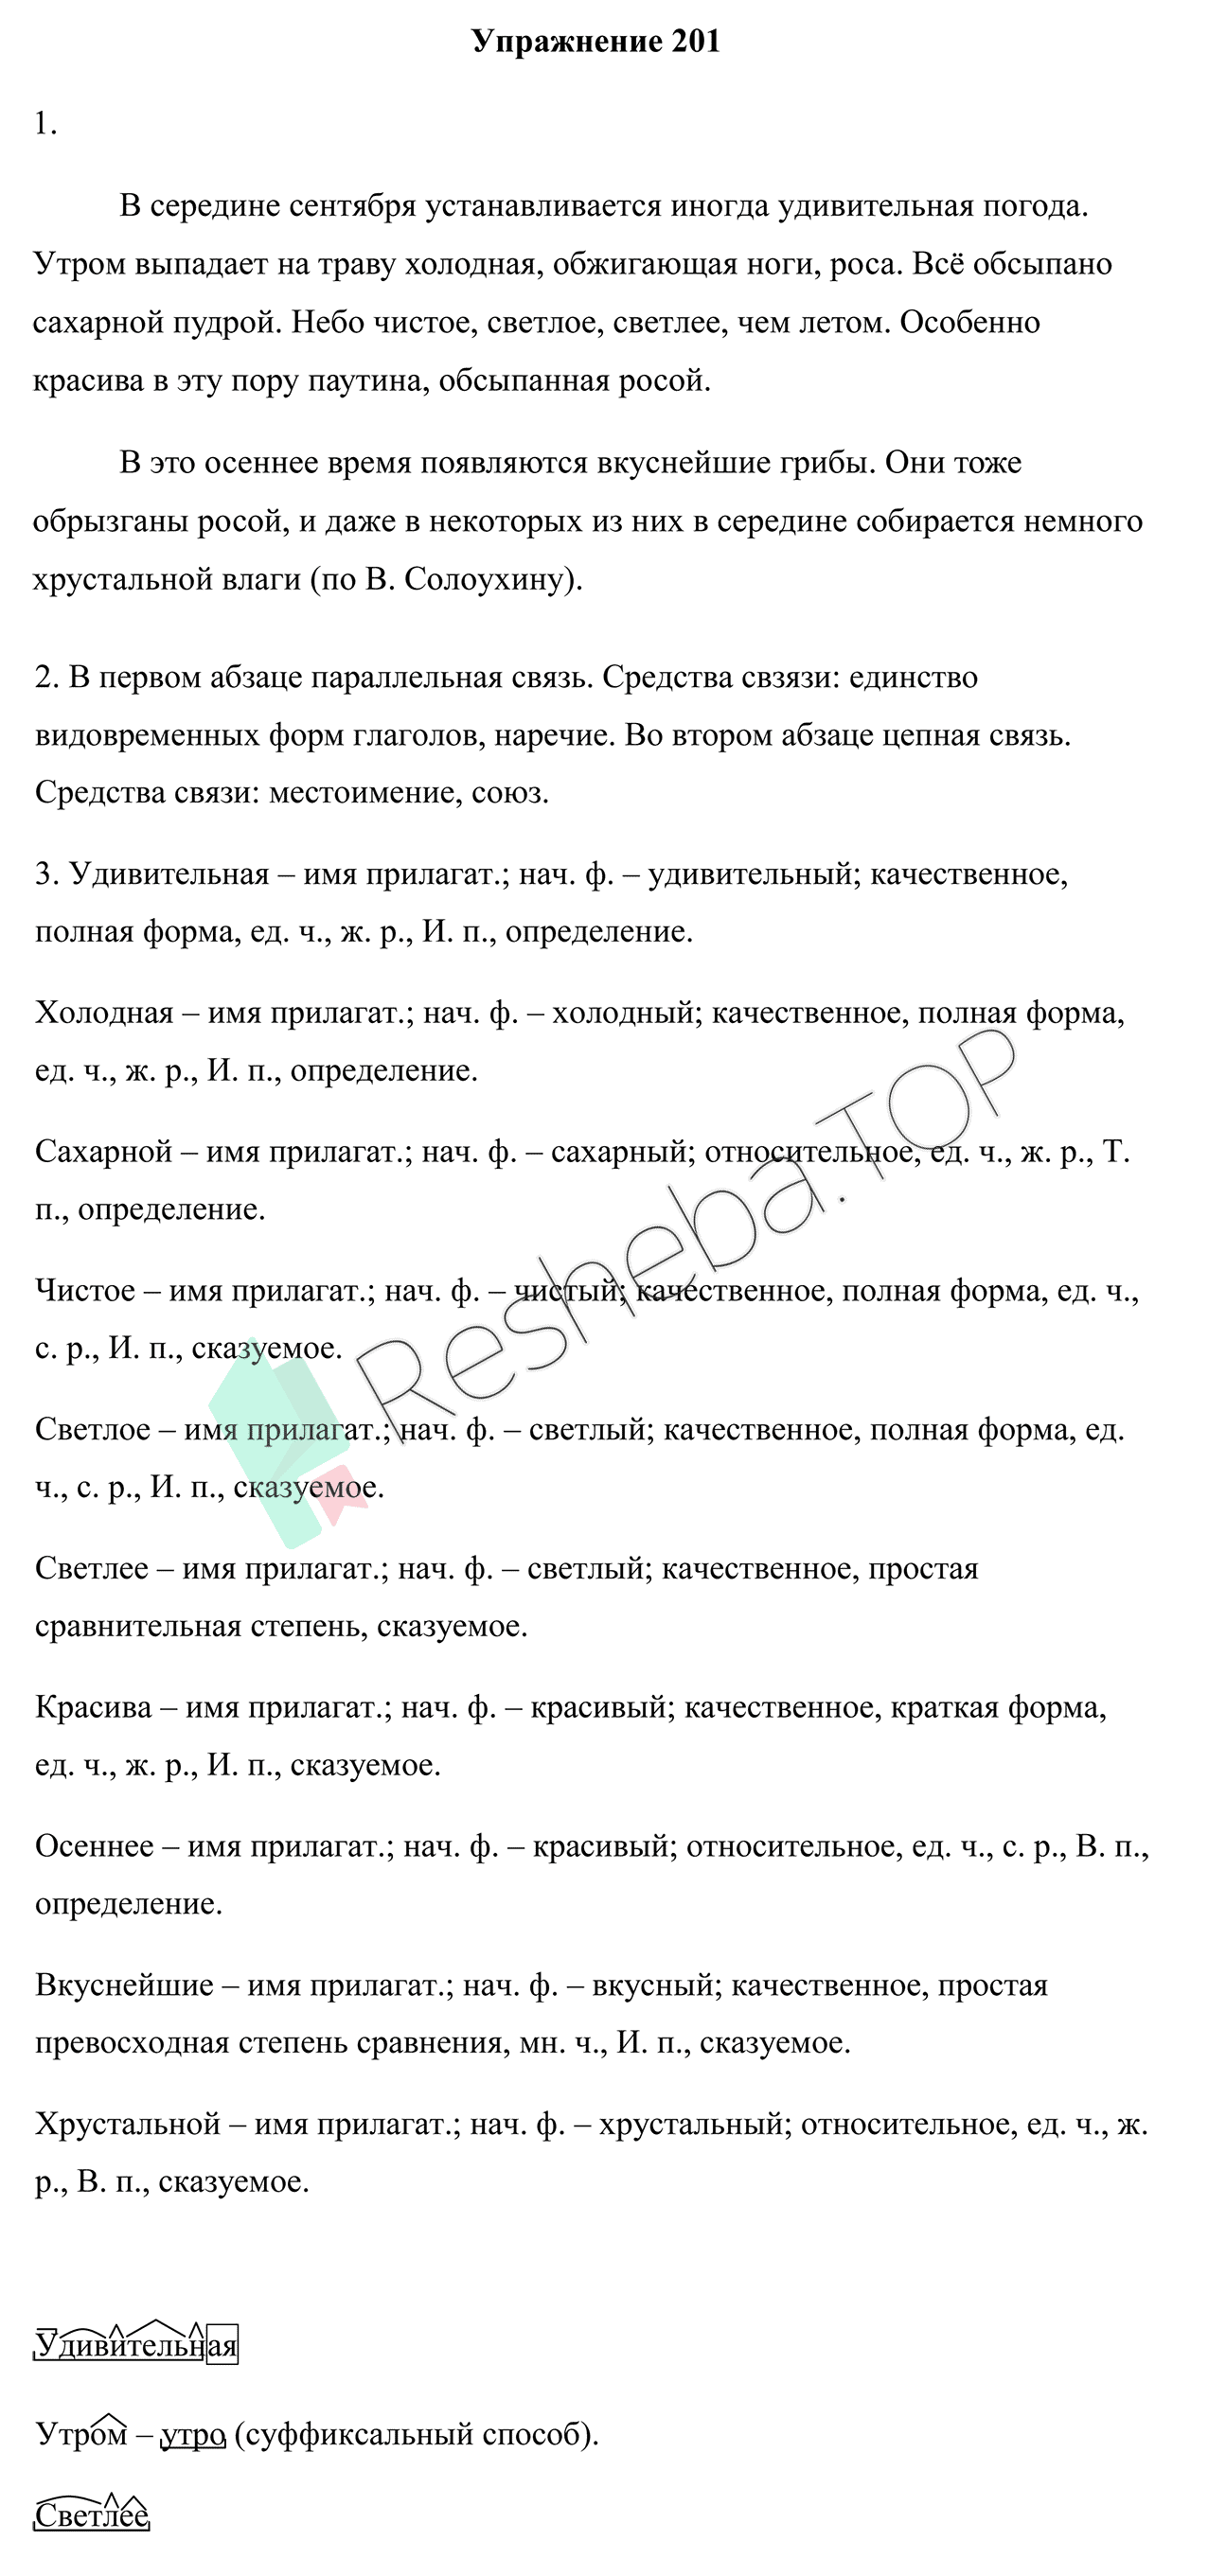 Упражнение 201
1.
В середине сентября устанавливается иногда удивительная погода.
Утром выпадает на траву холодная, обжигающая ноги, роса. Всё обсыпано
сахарной пудрой. Небо чистое, светлое, светлее, чем летом. Особенно
красива в эту пору паутина, обсыпанная росой.
В это осеннее время появляются вкуснейшие грибы. Они тоже
обрызганы росой, и даже в некоторых из них в середине собирается немного
хрустальной влаги (по В. Солоухину).
2. В первом абзаце параллельная связь. Средства свзязи: единство
видовременных форм глаголов, наречие. Во втором абзаце цепная связь.
Средства связи: местоимение, союз.
3. Удивительная – имя прилагат.; нач. ф. – удивительный; качественное,
полная форма, ед. ч., ж. р., И. п., определение.
Холодная – имя прилагат.; нач. ф. – холодный; качественное, полная форма,
ед. ч., ж. р., И. п., определение.
Сахарной – имя прилагат.; нач. ф. – сахарный; относительное, ед. ч., ж. р., Т.
п., определение.
Чистое – имя прилагат.; нач. ф. – чистый; качественное, полная форма, ед. ч.,
с. р., И. п., сказуемое.
Светлое – имя прилагат.; нач. ф. – светлый; качественное, полная форма, ед.
ч., с. р., И. п., сказуемое.
Светлее – имя прилагат.; нач. ф. – светлый; качественное, простая
сравнительная степень, сказуемое.
Красива – имя прилагат.; нач. ф. – красивый; качественное, краткая форма,
ед. ч., ж. р., И. п., сказуемое.
Осеннее – имя прилагат.; нач. ф. – красивый; относительное, ед. ч., с. р., В. п.,
определение.
Вкуснейшие – имя прилагат.; нач. ф. – вкусный; качественное, простая
превосходная степень сравнения, мн. ч., И. п., сказуемое.
Хрустальной – имя прилагат.; нач. ф. – хрустальный; относительное, ед. ч., ж.
р., В. п., сказуемое.
Удивительная
Утром – утро (суффиксальный способ).
Светлее
Resheba.TOP